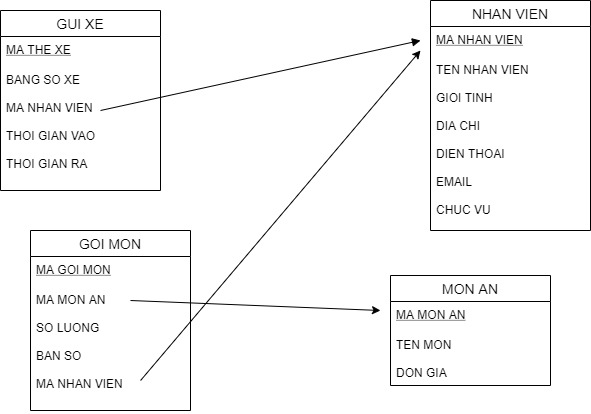 GUI XE
MA THE XE
BANG SO XE
MA NHAN VIEN
THOI GIAN VAO
THOI GIAN RA
NHAN VIEN
MA NHAN VIEN
TEN NHAN VIEN
GIOI TINH
DIA CHI
DIEN THOAI
EMAIL
CHUC VU
GOI MON
MA GOI MON
MA MON AN
SO LUONG
BAN SO
MA NHAN VIEN
MON AN
MA MON AN
TEN MON
DON GIA